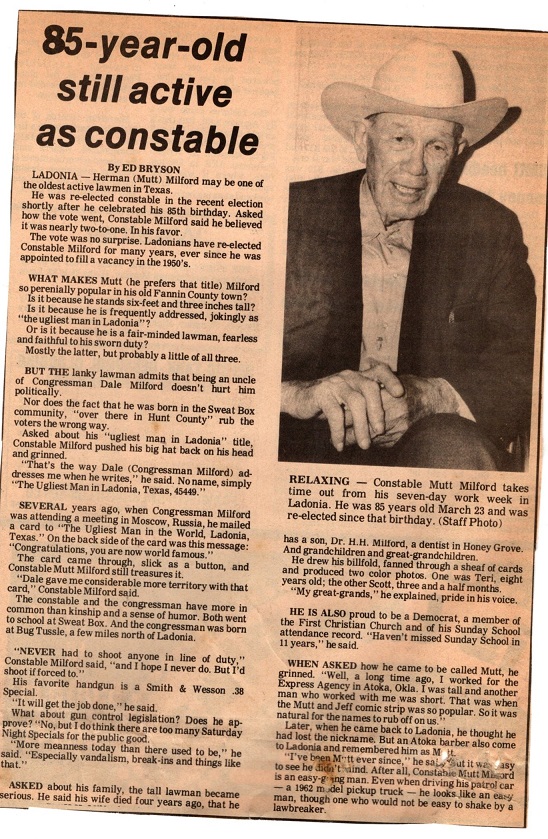 85-year-old
still active
as constable
By ED BRYSON
LADONIA — Herman (Mutt) Milford may be one of
the oldest active lawmen in Texas.
He was re-elected constable in the recent election
shortly after he celebrated his 85th birthday. Asked
how the vote went, Constable Milford said he believed
it was nearly two-to-one. In his favor.
The vote was no surprise. Ladonians have re-elected
Constable Milford for many years, ever since he was
appointed to fill a vacancy in the 1950's.
WHAT MAKES Mutt (he prefers that title) Milford
so perenially popular in his old Fannin County town?
Is it because he stands six-feet and three inches tall?
Is it because he is frequently addressed, jokingly as
"the ugliest man in Ladonia"?
Or is it because he is a fair-minded lawman, fearless
and faithful to his sworn duty?
Mostly the latter, but probably a little of all three.
BUT THE lanky lawman admits that being an uncle
of Congressman Dale Milford doesn't hurt him
politically.
Nor does the fact that he was born in the Sweat Box
community, "over there in Hunt County" rub the
voters the wrong way.
Asked about his "ugliest man in Ladonia" title,
Constable Milford pushed his big hat back on his head
and grinned.
"That's the way Dale (Congressman Milford) ad-
dresses me when he writes," he said. No name, simply
"The Ugliest Man in Ladonia, Texas, 45449."
SEVERAL years ago, when Congressman Milford
was attending a meeting in Moscow, Russia, he mailed
a card to "The Ugliest Man in the World, Ladonia,
Texas." On the back side of the card was this message:
"Congratulations, you are now world famous."
The card came through, slick as a button, and
Constable Mutt Milford still treasures it.
"Dale gave me considerable more territory with that
card," Constable Milford said.
The constable and the congressman have more in
common than kinship and a sense of humor. Both went
to school at Sweat Box. And the congressman was born
at Bug Tussle, a few miles north of Ladonia.
"NEVER had to shoot anyone in line of duty,"
Constable Milford said, "and I hope I never do. But I'd
shoot if forced to."
His favorite handgun is a Smith & Wesson .38
Special.
"It will get the job done," he said.
What about gun control legislation? Does he ap-
prove? "No, but I do think there are too many Saturday
Night Specials for the public good.
"More meanness today than there used to be," he
said. "Especially vandalism, break-ins and things like
that."
ASKED about his family, the tall lawman became
serious. He said his wife died four years ago, that he
RELAXING — Constable Mutt Milford takes
time out from his seven-day work week in
Ladonia. He was 85 years old March 23 and was
re-elected since that birthday. (Staff Photo)
has a son, Dr. H.H. Milford, a dentist in Honey Grove.
And grandchildren and great-grandchildren.
He drew his billfold, fanned through a sheaf of cards
and produced two color photos. One was Teri, eight
years old; the other Scott, three and a half months.
"My great-grands," he explained, pride in his voice.
HE IS ALSO proud to be a Democrat, a member of
the First Christian Church and of his Sunday School
attendance record. "Haven't missed Sunday School in
11 years," he said.
WHEN ASKED how he came to be called Mutt, he
grinned. "Well, a long time ago, I worked for the
Express Agency in Atoka, Okla. I was tall and another
man who worked with me was short. That was when
the Mutt and Jeff comic strip was so popular. So it was
natural for the names to rub off on us."
Later, when he came back to Ladonia, he thought he
had lost the nickname. But an Atoka barber also come
to Ladonia and remembered him as Mutt.
"I've been Mutt ever since," he said. But it was easy
to see he didn't mind. After all, Constable Mutt Milford
is an easy-going man. Even when driving his patrol car
— a 1962 model pickup truck — he looks like an easy
man, though one who would not be easy to shake by a
lawbreaker.